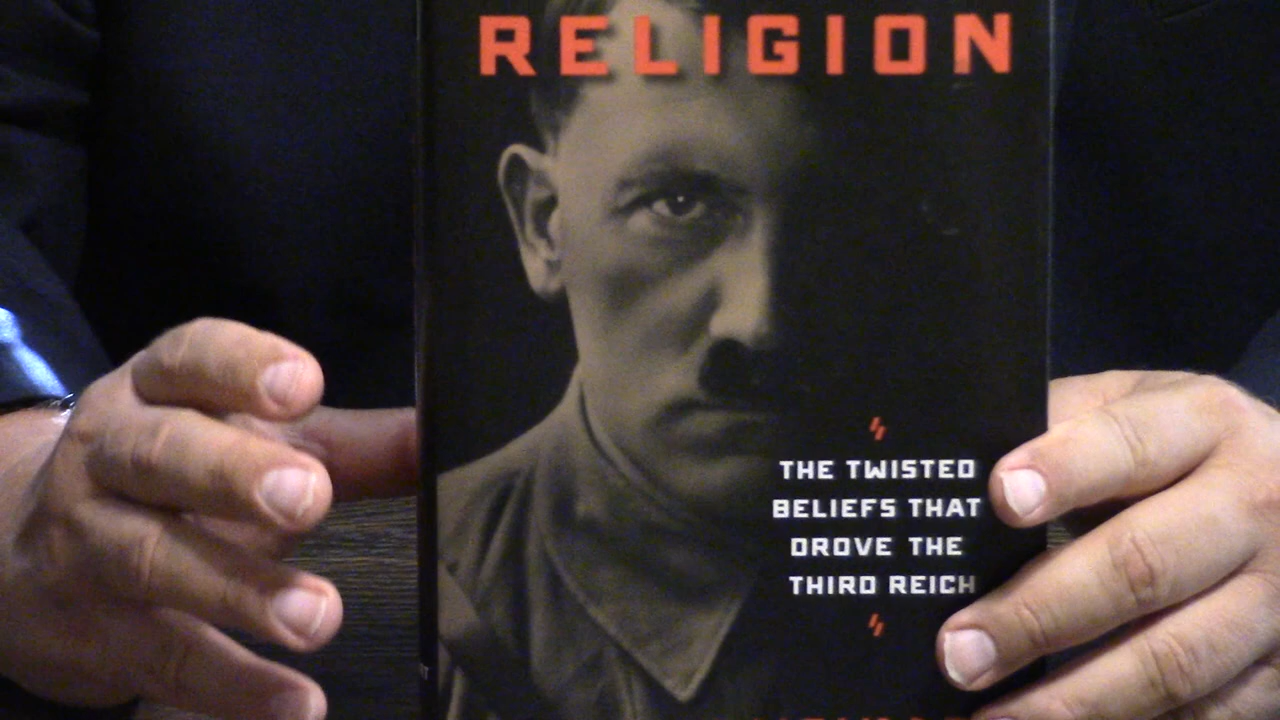 RELIGION
THE TWISTED
BELIEFS THAT
DROVE THE
THIRD REICH